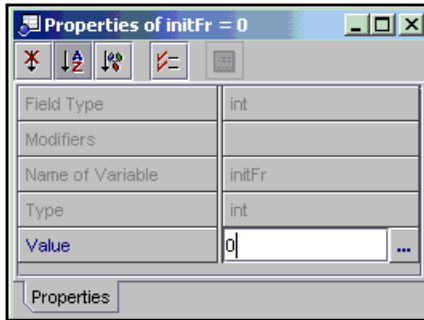 Properties of initFr = 0
Field Type int
Modifiers
Name of Variable initFr
Type int
Value 0 ...
Properties